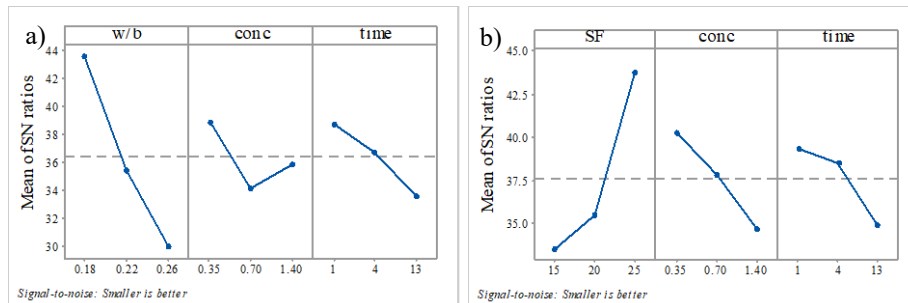 a)
w/b conc time
Mean of SN ratios
44
42
40
38
36
34
32
30
0.18 0.22 0.26 0.35 0.70 1.40 1 4 13
Signal-to-noise: Smaller is better
b)
SF conc time
Mean of SN ratios
45.0
42.5
40.0
37.5
35.0
15 20 25 0.35 0.70 1.40 1 4 13
Signal-to-noise: Smaller is better